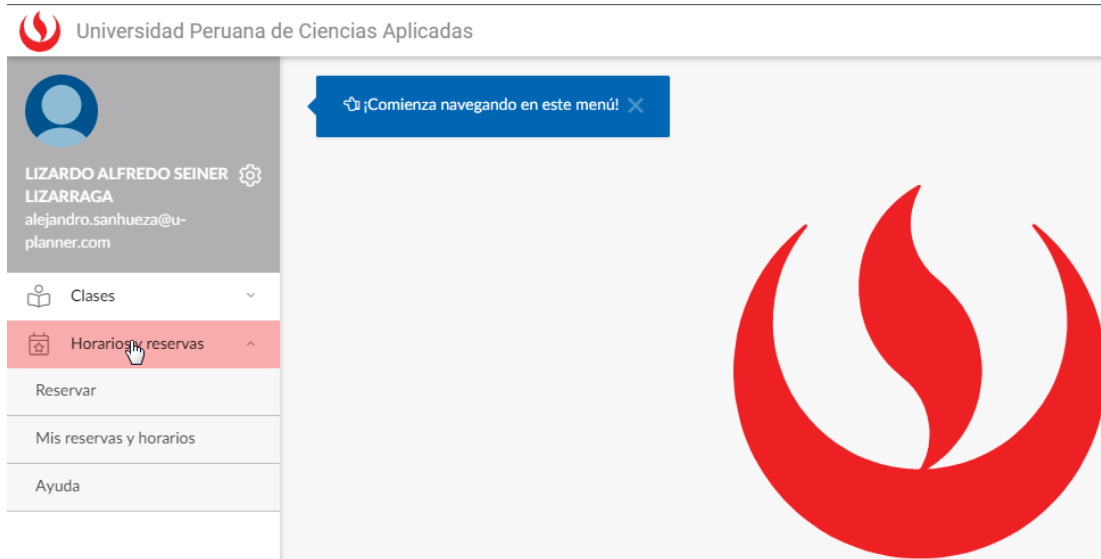 Universidad Peruana de Ciencias Aplicadas
¡Comienza navegando en este menú!
LIZARDO ALFREDO SEINER
LIZARRAGA
alejandro.sanhueza@u-
planner.com
Clases
Horarios y reservas
Reservar
Mis reservas y horarios
Ayuda